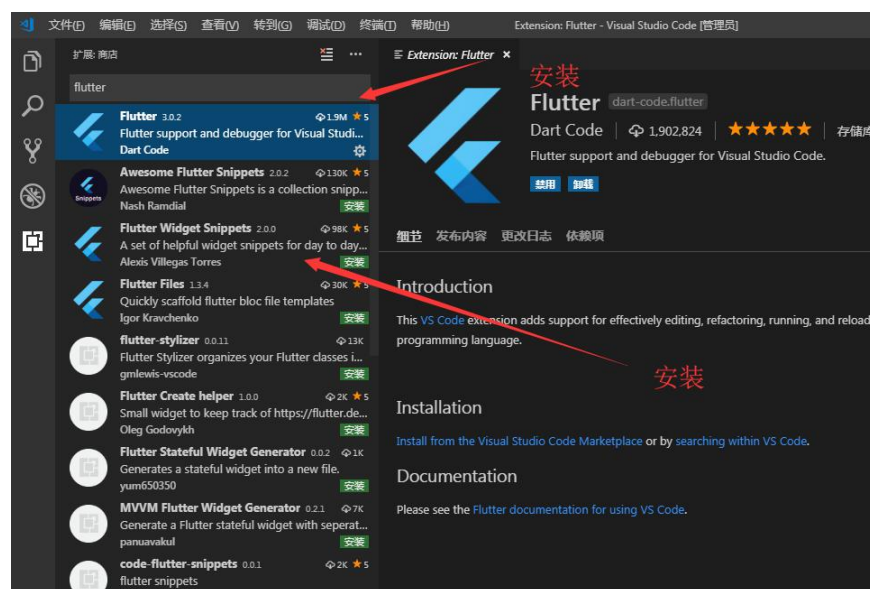 文件(F) 编辑(E) 选择(S) 查看(V) 转到(G) 调试(D) 终端(T) 帮助(H) Extension: Flutter - Visual Studio Code [管理员]
扩展: 商店
flutter
Flutter 3.0.2 1.9M ★5
Flutter support and debugger for Visual Studi...
Dart Code
Awesome Flutter Snippets 2.0.2 130K ★5
Awesome Flutter Snippets is a collection snipp...
Nash Ramdial 安装
Snippets
Flutter Widget Snippets 2.0.0 98K ★5
A set of helpful widget snippets for day to day...
Alexis Villegas Torres 安装
Flutter Files 1.3.4 30K ★5
Quickly scaffold flutter bloc file templates
Igor Kravchenko 安装
flutter-stylizer 0.0.11 13K
Flutter Stylizer organizes your Flutter classes i...
gmlewis-vscode 安装
Flutter Create helper 1.0.0 2K ★5
Small widget to keep track of https://flutter.de...
Oleg Godovykh 安装
Flutter Stateful Widget Generator 0.0.2 1K
Generates a stateful widget into a new file.
yum650350 安装
MVVM Flutter Widget Generator 0.2.1 7K
Generate a Flutter stateful widget with seperat...
panuavakul 安装
code-flutter-snippets 0.0.1 2K ★5
flutter snippets
Extension: Flutter ×
安装
Flutter dart-code.flutter
Dart Code 1,902,824 ★★★★★ 存储库
Flutter support and debugger for Visual Studio Code.
禁用 卸载
细节 发布内容 更改日志 依赖项
Introduction
This VS Code extension adds support for effectively editing, refactoring, running, and reload
programming language.
安装
Installation
Install from the Visual Studio Code Marketplace or by searching within VS Code.
Documentation
Please see the Flutter documentation for using VS Code.